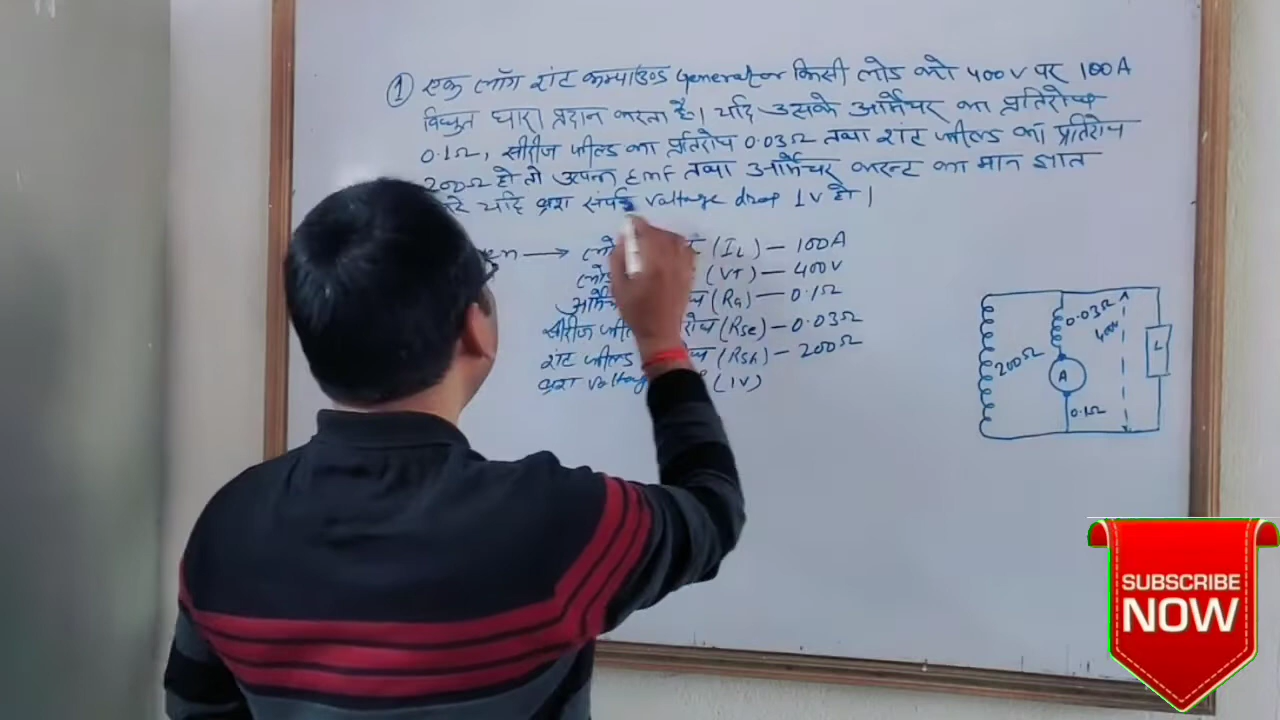 ① एक लॉग शंट कम्पाउण्ड Generator किसी लोड को 400V पर 100A
विधुत धारा प्रदान करता है। यदि उसके आर्मेचर का प्रतिरोध
0.1Ω, सीरीज फील्ड का प्रतिरोध 0.03Ω तथा शंट फील्ड का प्रतिरोध
200Ω हो तो उत्पन्न EMF तथा आर्मेचर करन्ट का मान ज्ञात
यदि ब्रश संपर्क voltage drop 1V हो।
(IL) — 100A
(VT) — 400V
(Ra) — 0.1Ω
सीरीज (Rse) — 0.03Ω
शंट फील्ड (RSh) — 200Ω
ब्रश (1V)
200Ω
0.03Ω
400V
L
A
0.1Ω
SUBSCRIBE
NOW